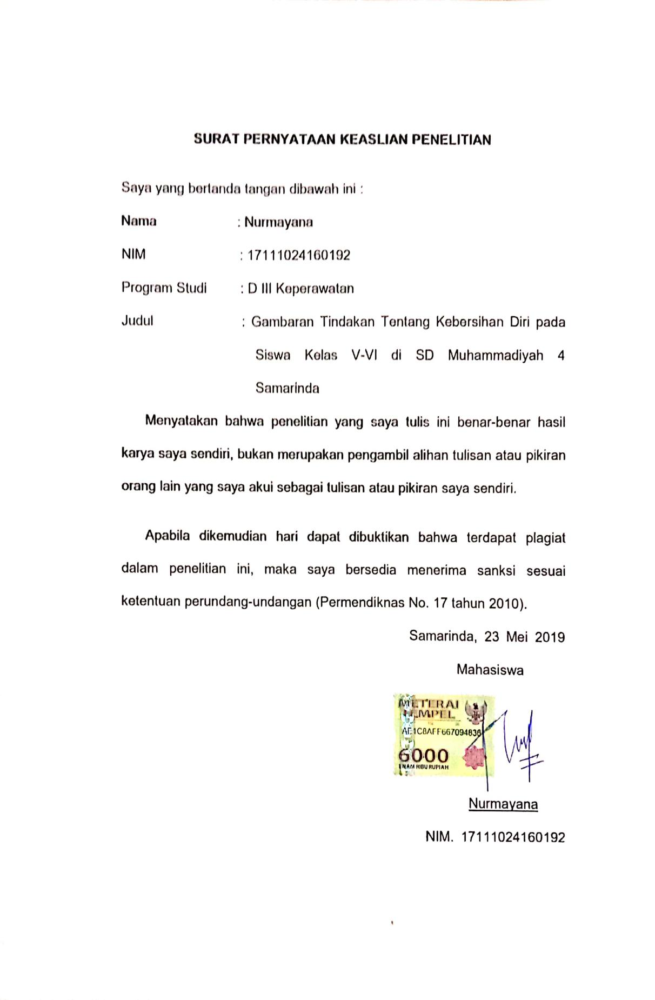 SURAT PERNYATAAN KEASLIAN PENELITIAN
Saya yang bertanda tangan dibawah ini :
Nama : Nurmayana
NIM : 17111024160192
Program Studi : D III Keperawatan
Judul : Gambaran Tindakan Tentang Kebersihan Diri pada
Siswa Kelas V-VI di SD Muhammadiyah 4
Samarinda
Menyatakan bahwa penelitian yang saya tulis ini benar-benar hasil
karya saya sendiri, bukan merupakan pengambil alihan tulisan atau pikiran
orang lain yang saya akui sebagai tulisan atau pikiran saya sendiri.
Apabila dikemudian hari dapat dibuktikan bahwa terdapat plagiat
dalam penelitian ini, maka saya bersedia menerima sanksi sesuai
ketentuan perundang-undangan (Permendiknas No. 17 tahun 2010).
Samarinda, 23 Mei 2019
Mahasiswa
METERAI
TEMPEL
6000
ENAM RIBU RUPIAH
Nurmayana
NIM. 17111024160192